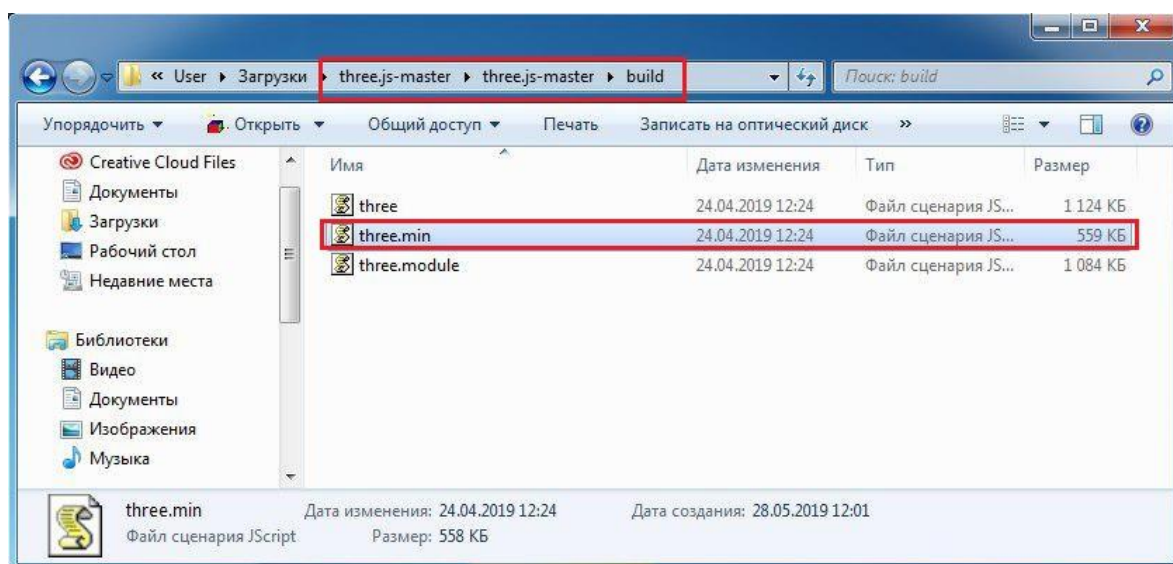 « User Загрузки three.js-master three.js-master build Поиск: build
Упорядочить Открыть Общий доступ Печать Записать на оптический диск »
Creative Cloud Files
Документы
Загрузки
Рабочий стол
Недавние места
Библиотеки
Видео
Документы
Изображения
Музыка
Имя Дата изменения Тип Размер
three 24.04.2019 12:24 Файл сценария JS... 1 124 КБ
three.min 24.04.2019 12:24 Файл сценария JS... 559 КБ
three.module 24.04.2019 12:24 Файл сценария JS... 1 084 КБ
three.min Дата изменения: 24.04.2019 12:24 Дата создания: 28.05.2019 12:01
Файл сценария JScript Размер: 558 КБ